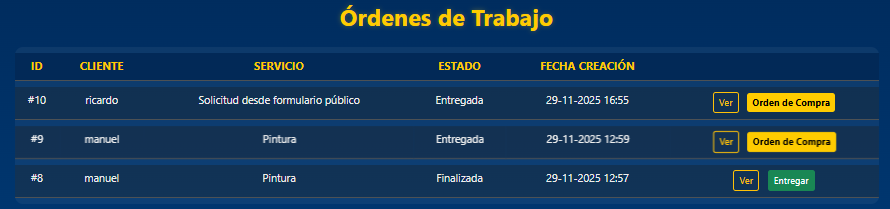 Órdenes de Trabajo
ID CLIENTE SERVICIO ESTADO FECHA CREACIÓN
#10 ricardo Solicitud desde formulario público Entregada 29-11-2025 16:55 Ver Orden de Compra
#9 manuel Pintura Entregada 29-11-2025 12:59 Ver Orden de Compra
#8 manuel Pintura Finalizada 29-11-2025 12:57 Ver Entregar